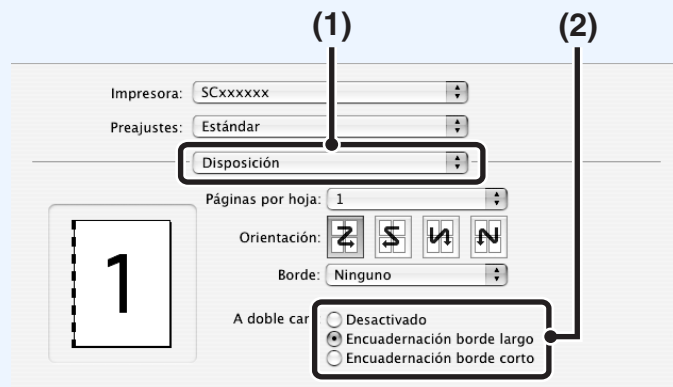 (1) (2)
Impresora: SCxxxxxx
Preajustes: Estándar
Disposición
Páginas por hoja: 1
Orientación:
Borde: Ninguno
1
A doble car
Desactivado
Encuadernación borde largo
Encuadernación borde corto